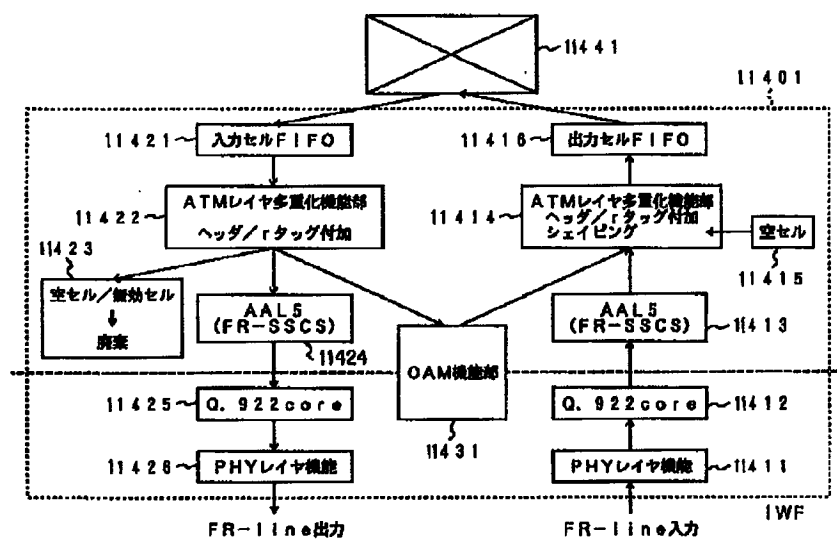 11441
11401
11421
入力セルFIFO
11416
出力セルFIFO
11422
ATMレイヤ多重化機能部
ヘッダ/rタッグ付加
11414
ATMレイヤ多重化機能部
ヘッダ/rタッグ付加
シェイピング
空セル
11415
11423
空セル/無効セル
廃棄
AAL5
(FR-SSCS)
11424
OAM機能部
11431
AAL5
(FR-SSCS)
11413
11425
Q.922core
Q.922core
11412
11426
PHYレイヤ機能
PHYレイヤ機能
11411
IWF
FR-line出力
FR-line入力